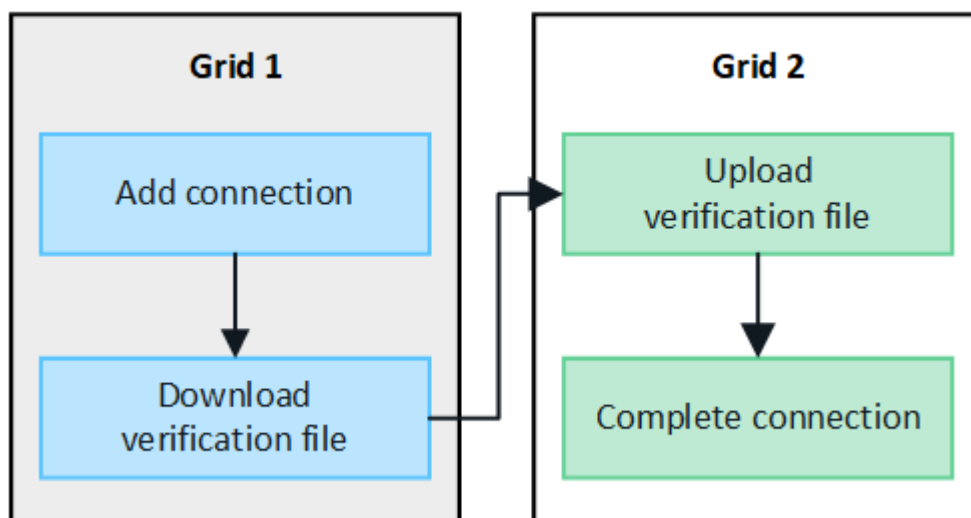 Grid 1
Add connection
Download
verification file
Grid 2
Upload
verification file
Complete connection